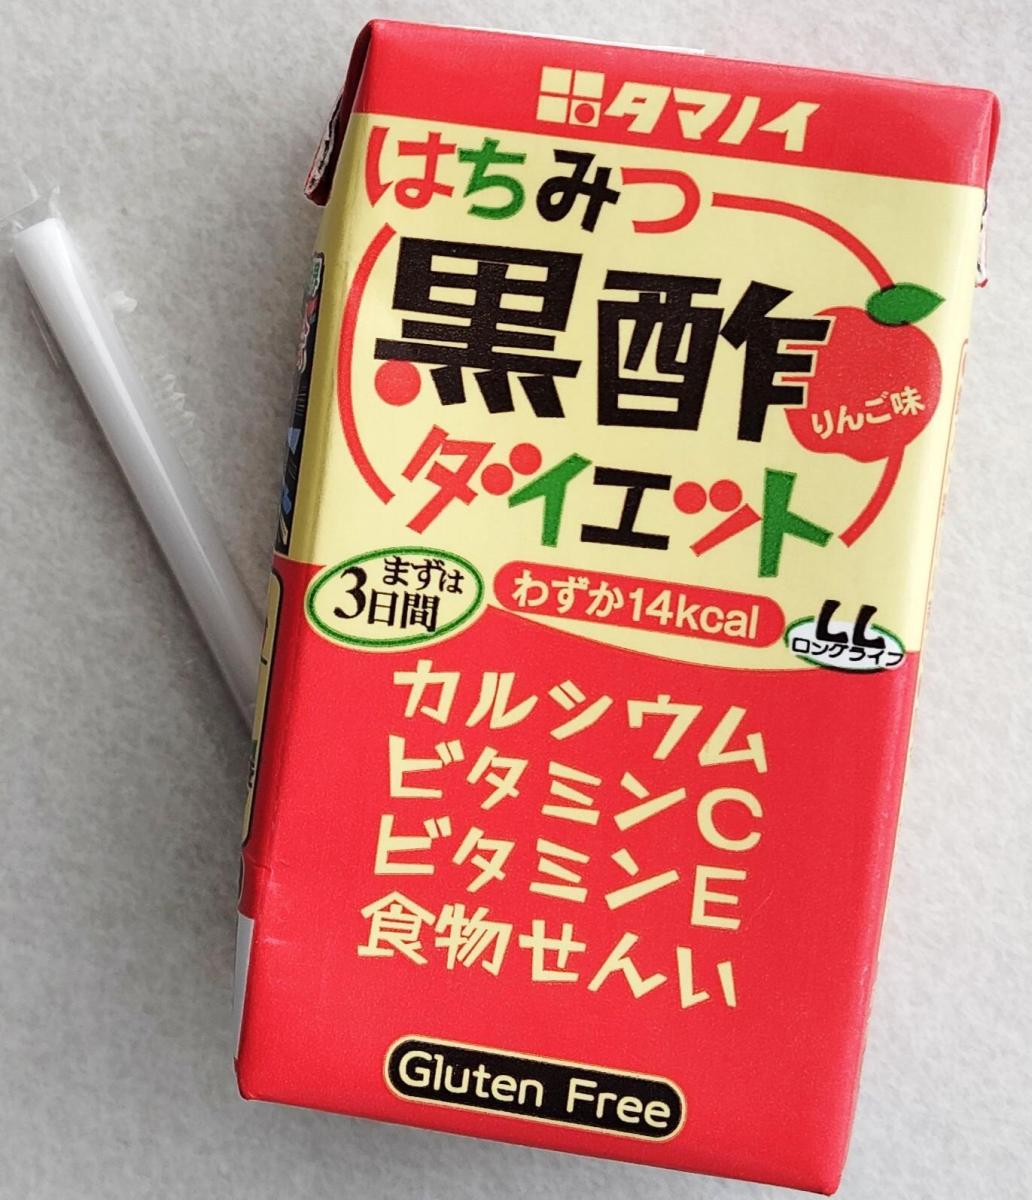 タマノイ
はちみつ
黒酢
りんご味
ダイエット
まずは
3日間
わずか14kcal
LL
ロングライフ
カルシウム
ビタミンC
ビタミンE
食物せんい
Gluten Free